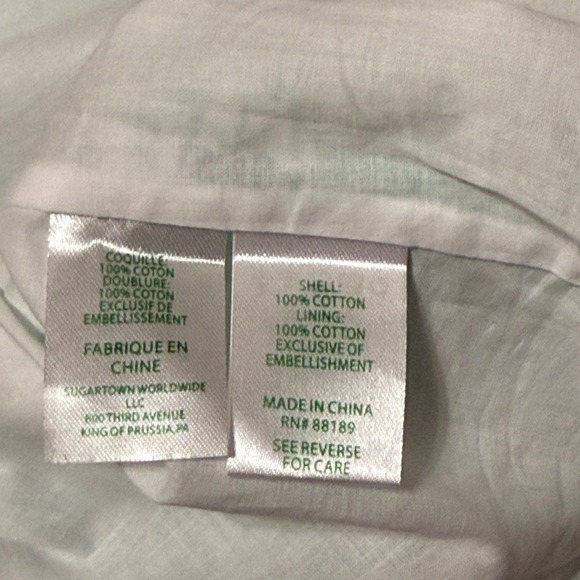 COQUILLE:
100% COTON
DOUBLURE:
100% COTON
EXCLUSIF DE
EMBELLISSEMENT
FABRIQUE EN
CHINE
SUGARTOWN WORLDWIDE
LLC
800 THIRD AVENUE
KING OF PRUSSIA,PA
SHELL:
100% COTTON
LINING:
100% COTTON
EXCLUSIVE OF
EMBELLISHMENT
MADE IN CHINA
RN# 88189
SEE REVERSE
FOR CARE